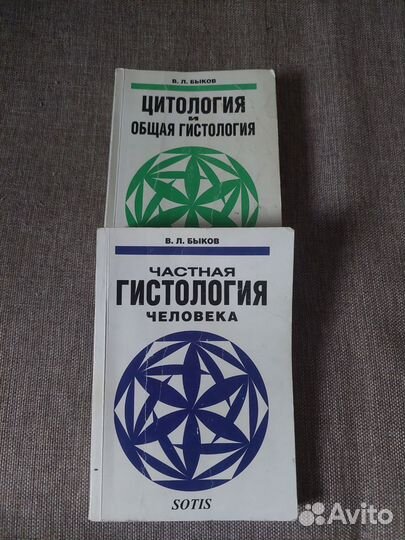 В. Л. БЫКОВ
ЦИТОЛОГИЯ
И
ОБЩАЯ ГИСТОЛОГИЯ
В. Л. БЫКОВ
ЧАСТНАЯ
ГИСТОЛОГИЯ
ЧЕЛОВЕКА
SOTIS
Avito